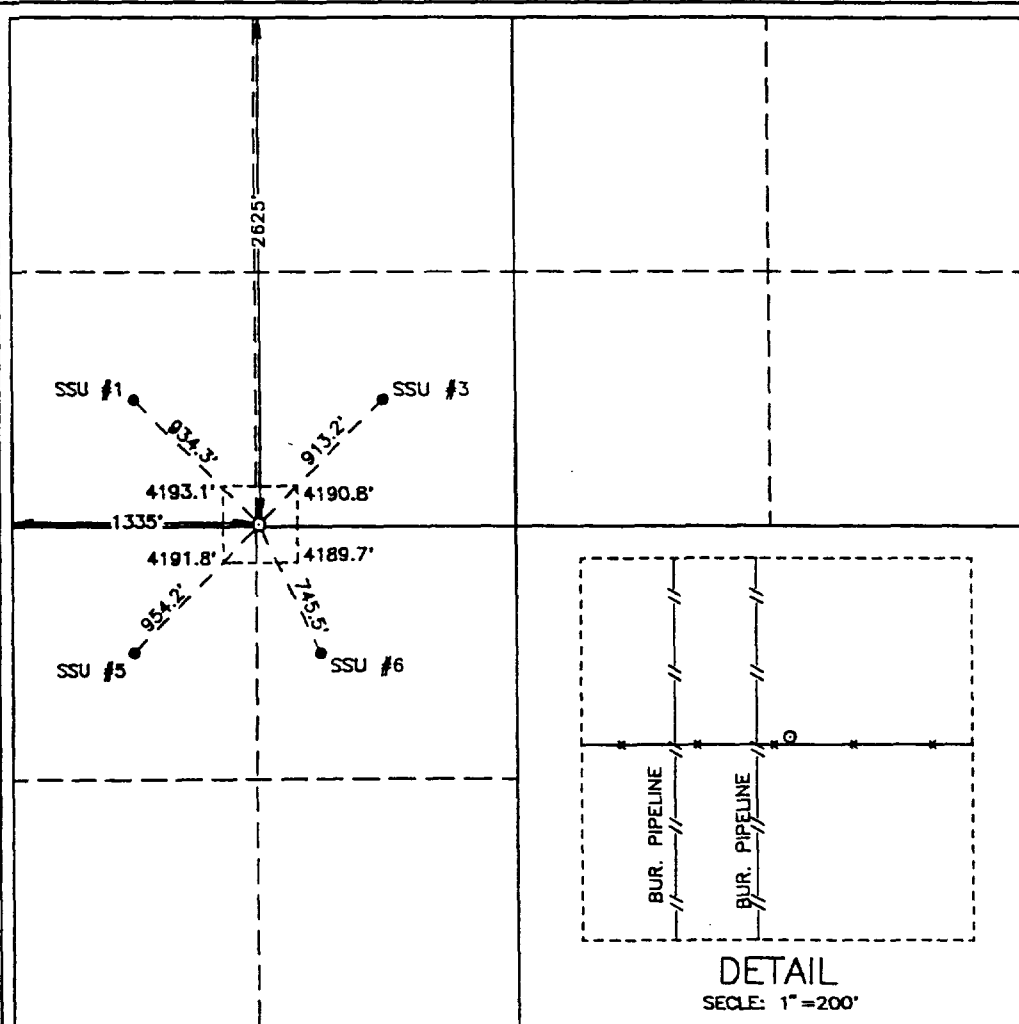 2625'
SSU #1
SSU #3
934.3'
913.2'
4193.1'
4190.8'
1335'
4191.8'
4189.7'
954.2'
745.5'
SSU #5
SSU #6
BUR. PIPELINE
BUR. PIPELINE
DETAIL
SECLE: 1"=200'